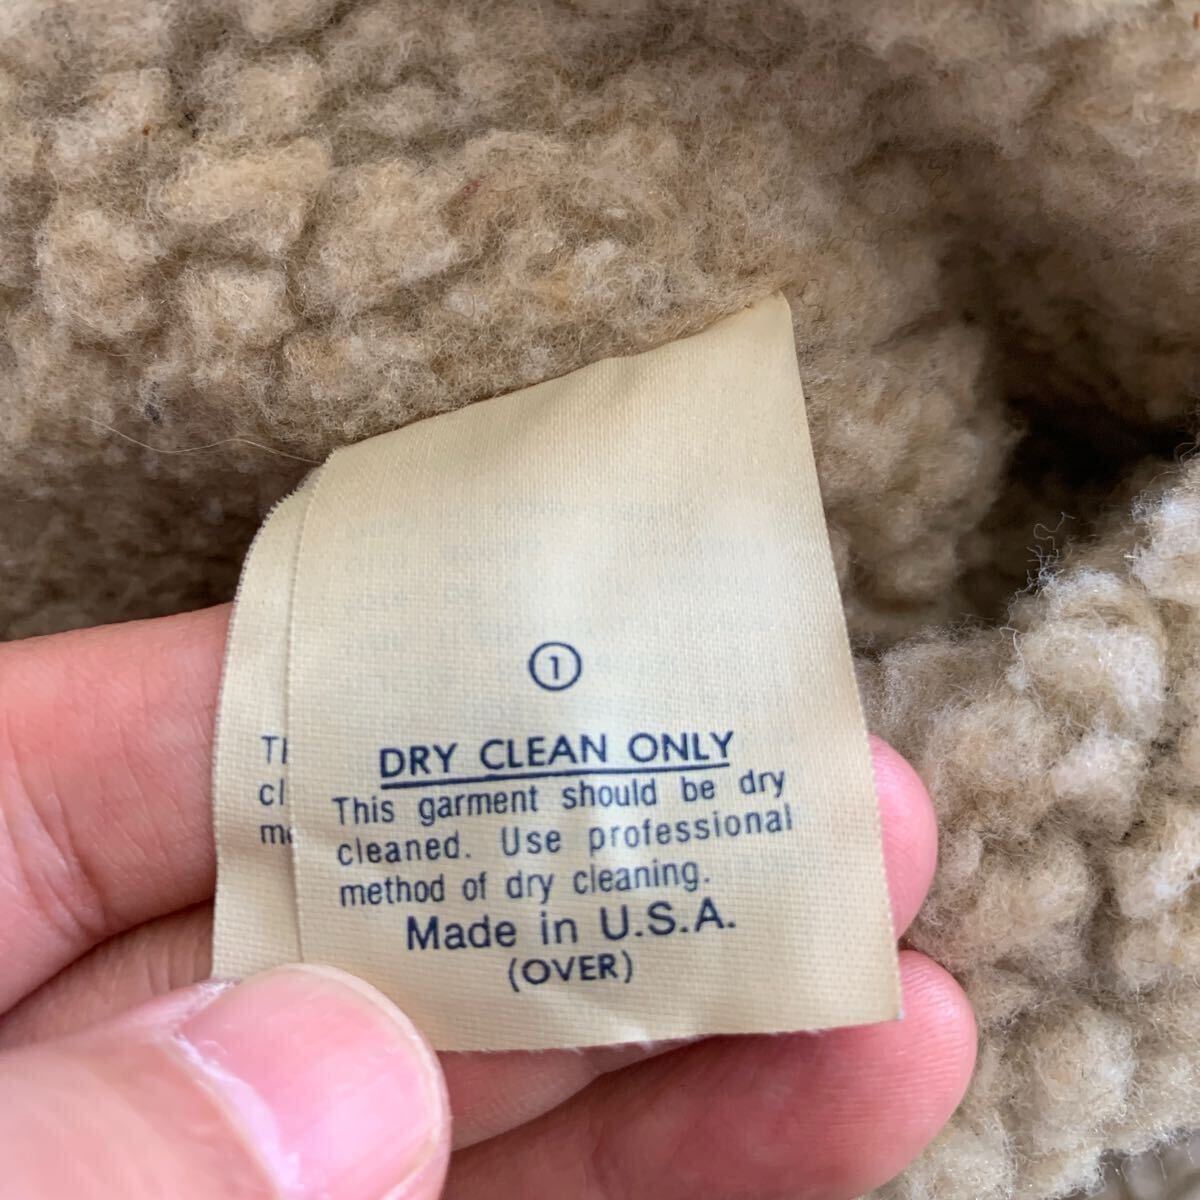 ①
DRY CLEAN ONLY
This garment should be dry
cleaned. Use professional
method of dry cleaning.
Made in U.S.A.
(OVER)